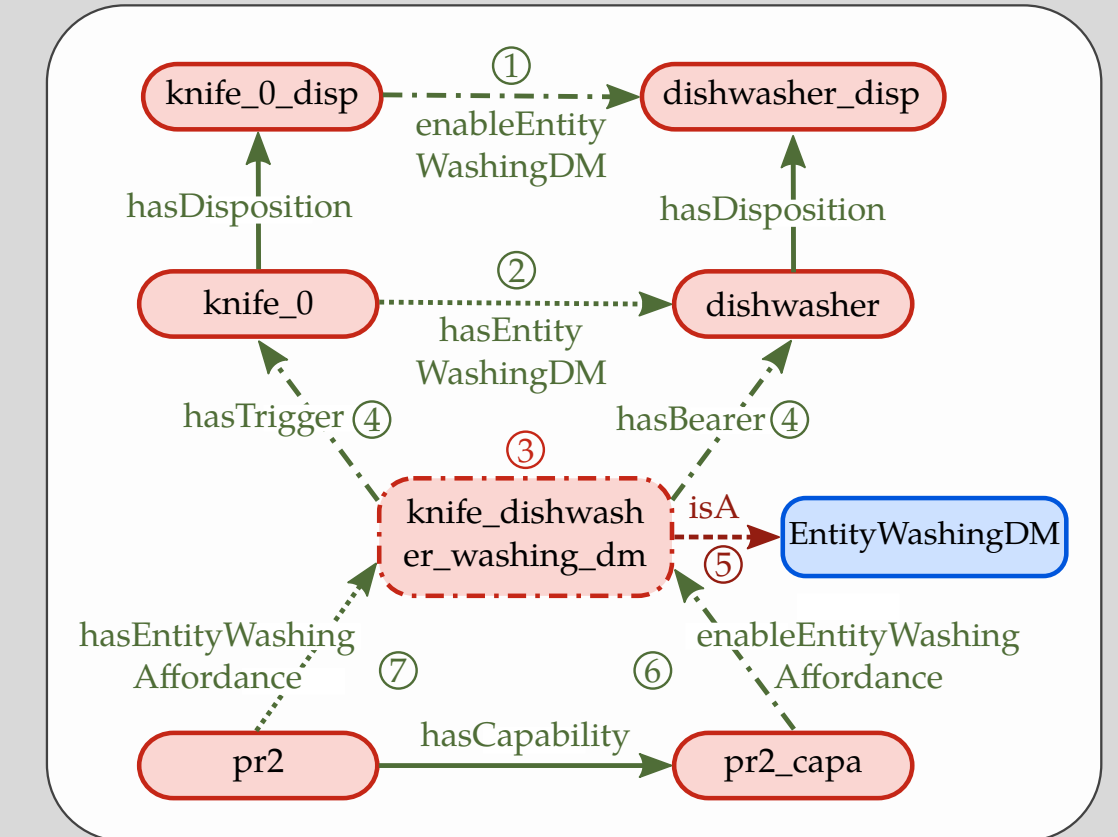 ①
knife_0_disp
dishwasher_disp
enableEntity
WashingDM
hasDisposition
hasDisposition
②
knife_0
dishwasher
hasEntity
WashingDM
hasTrigger ④
hasBearer ④
③
knife_dishwash
er_washing_dm
isA
⑤
EntityWashingDM
hasEntityWashing
Affordance
⑦
⑥
enableEntityWashing
Affordance
hasCapability
pr2
pr2_capa